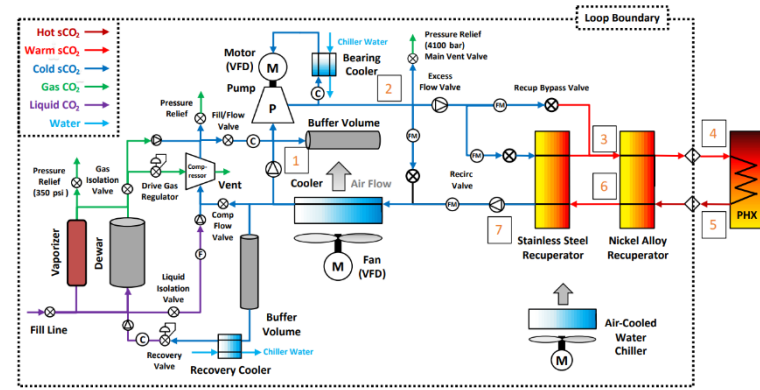 Loop Boundary
Hot sCO₂
Warm sCO₂
Cold sCO₂
Gas CO₂
Liquid CO₂
Water
Motor
(VFD)
M
Pump
P
Chiller Water
Bearing
Cooler
C
Pressure Relief
(4100 bar)
Main Vent Valve
2
Excess
Flow Valve
FM
Recup Bypass Valve
Pressure
Relief
Fill/Flow
Valve
C
Buffer Volume
1
FM
FM
Recirc
Valve
3
4
PHX
Pressure
Relief
(350 psi )
Gas
Isolation
Valve
Drive Gas
Regulator
Comp-
ressor
Vent
Cooler
Air Flow
6
5
Vaporizer
Dewar
Comp
Flow
Valve
Fan
(VFD)
M
FM
7
Stainless Steel
Recuperator
Nickel Alloy
Recuperator
F
Liquid
Isolation
Valve
Fill Line
C
Recovery
Valve
Buffer
Volume
Chiller Water
Recovery Cooler
Air-Cooled
Water
Chiller
M